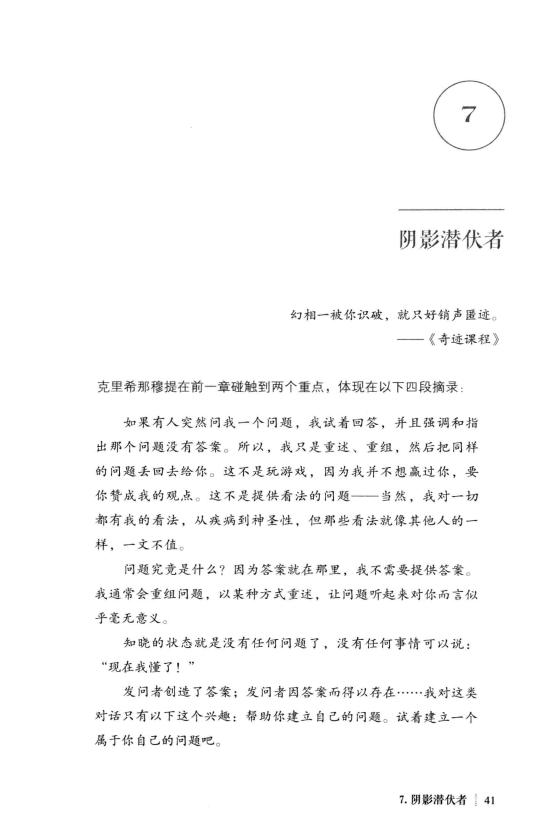 7
阴影潜伏者
幻相一被你识破，就只好销声匿迹。
——《奇迹课程》
克里希那穆提在前一章碰触到两个重点，体现在以下四段摘录：
如果有人突然问我一个问题，我试着回答，并且强调和指
出那个问题没有答案。所以，我只是重述、重组，然后把同样
的问题丢回去给你。这不是玩游戏，因为我并不想赢过你，要
你赞成我的观点。这不是提供看法的问题——当然，我对一切
都有我的看法，从疾病到神圣性，但那些看法就像其他人的一
样，一文不值。
问题究竟是什么？因为答案就在那里，我不需要提供答案。
我通常会重组问题，以某种方式重述，让问题听起来对你而言似
乎毫无意义。
知晓的状态就是没有任何问题了，没有任何事情可以说：
“现在我懂了！”
发问者创造了答案；发问者因答案而得以存在……我对这类
对话只有以下这个兴趣：帮助你建立自己的问题。试着建立一个
属于你自己的问题吧。
7. 阴影潜伏者 | 41